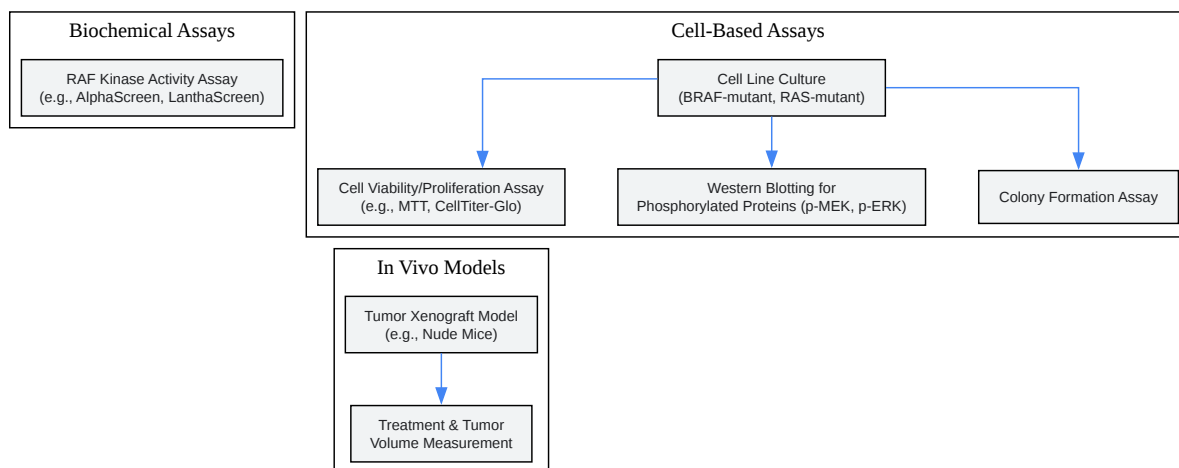 Biochemical Assays
RAF Kinase Activity Assay
(e.g., AlphaScreen, LanthaScreen)
Cell-Based Assays
Cell Line Culture
(BRAF-mutant, RAS-mutant)
Cell Viability/Proliferation Assay
(e.g., MTT, CellTiter-Glo)
Western Blotting for
Phosphorylated Proteins (p-MEK, p-ERK)
Colony Formation Assay
In Vivo Models
Tumor Xenograft Model
(e.g., Nude Mice)
Treatment & Tumor
Volume Measurement